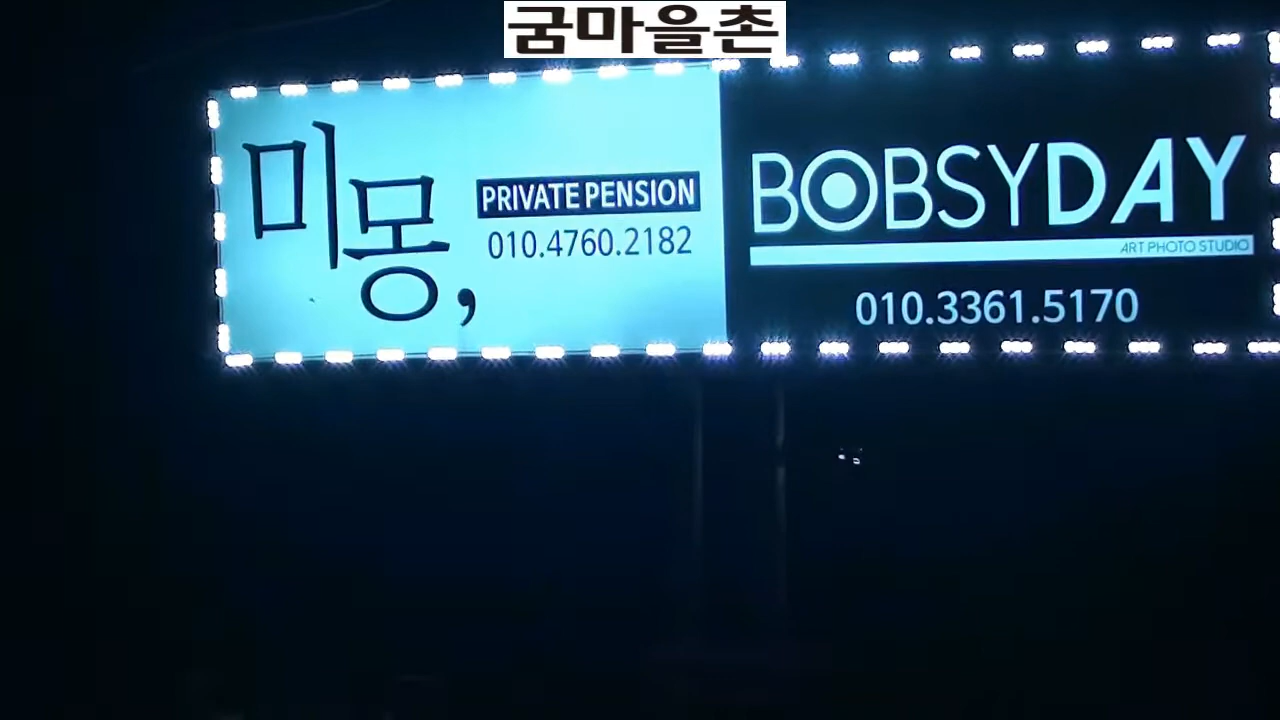 굼마을촌
미몽,
PRIVATE PENSION
010.4760.2182
BOBSYDAY
ART PHOTO STUDIO
010.3361.5170